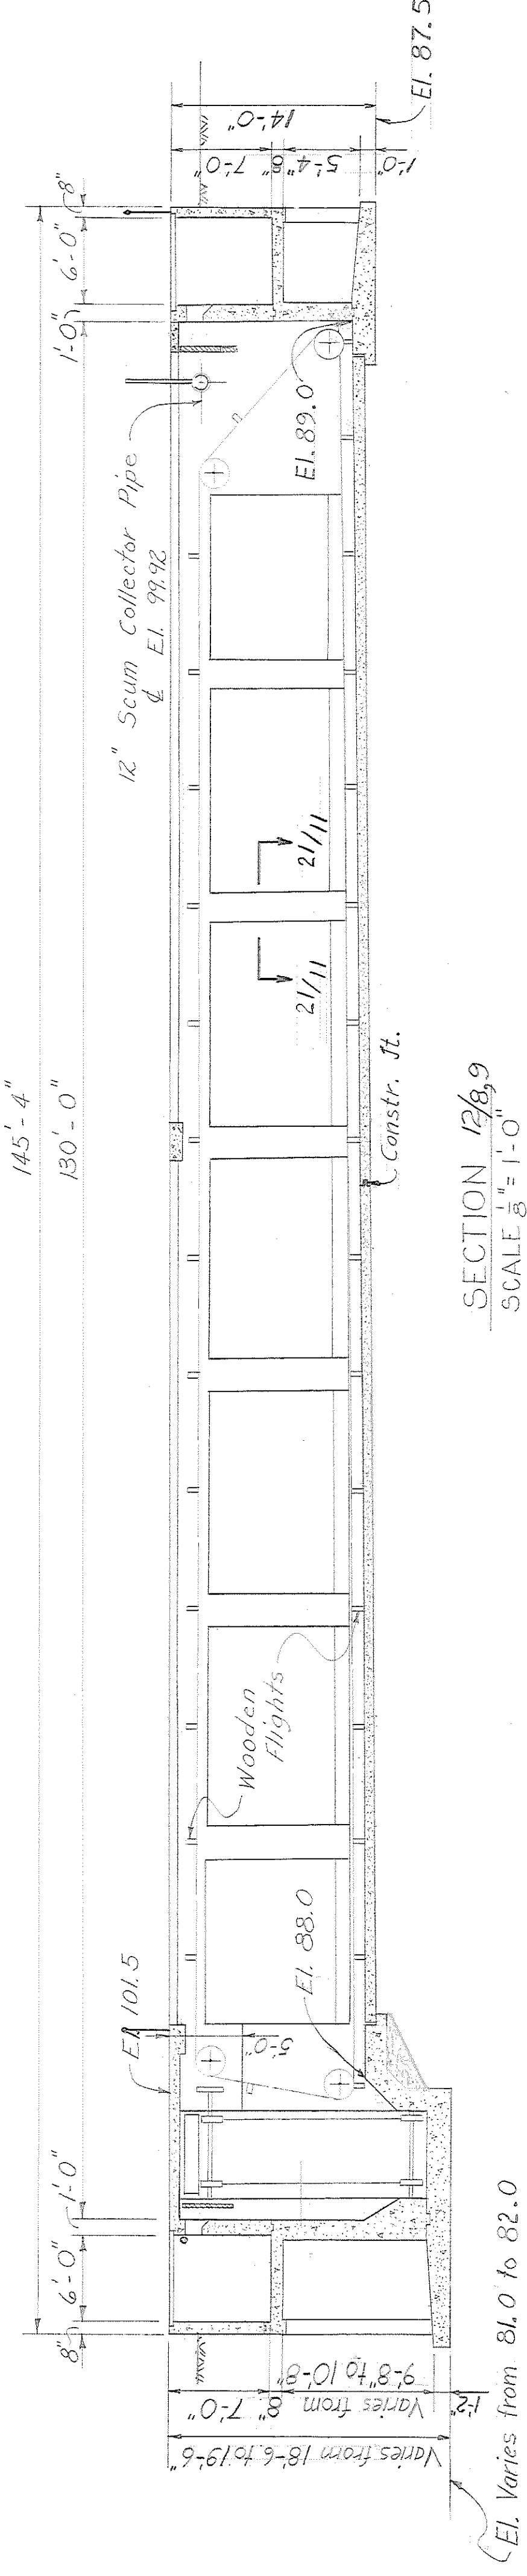 145'-4"
130'-0"
8"
6'-0"
1'-0"
1'-0"
6'-0"
8"
El. 101.5
12" Scum Collector Pipe
℄ El. 99.92
14'-0"
7'-0"
8"
5'-4"
1'-0"
El. 87.5
El. 89.0
21/11
21/11
Wooden
Flights
El. 88.0
5'-0"
Constr. Jt.
Varies from 18'-6 to 19'-6"
7'-0"
8"
Varies from
9'-8" to 10'-8"
1'-2"
El. Varies from 81.0 to 82.0
SECTION 12/8,9
SCALE 1/8" = 1'-0"